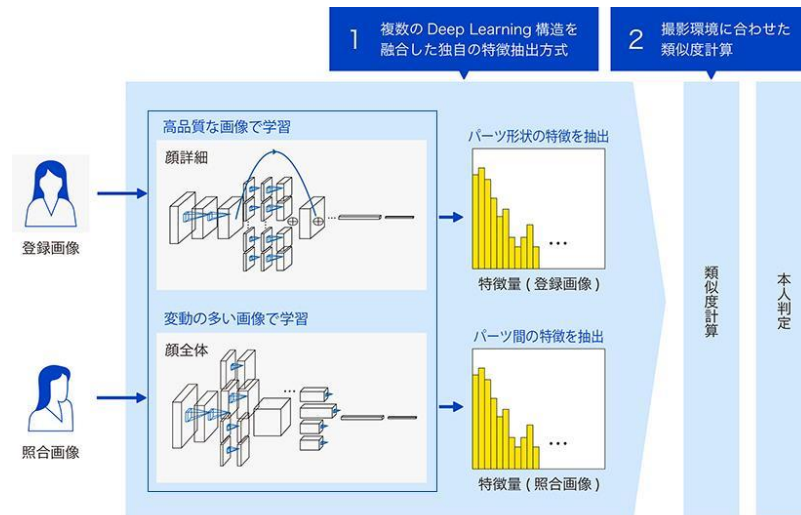 1
複数の Deep Learning 構造を
融合した独自の特徴抽出方式
2
撮影環境に合わせた
類似度計算
高品質な画像で学習
顔詳細
登録画像
パーツ形状の特徴を抽出
...
特徴量 ( 登録画像 )
変動の多い画像で学習
顔全体
照合画像
パーツ間の特徴を抽出
...
特徴量 ( 照合画像 )
類似度計算
本人判定